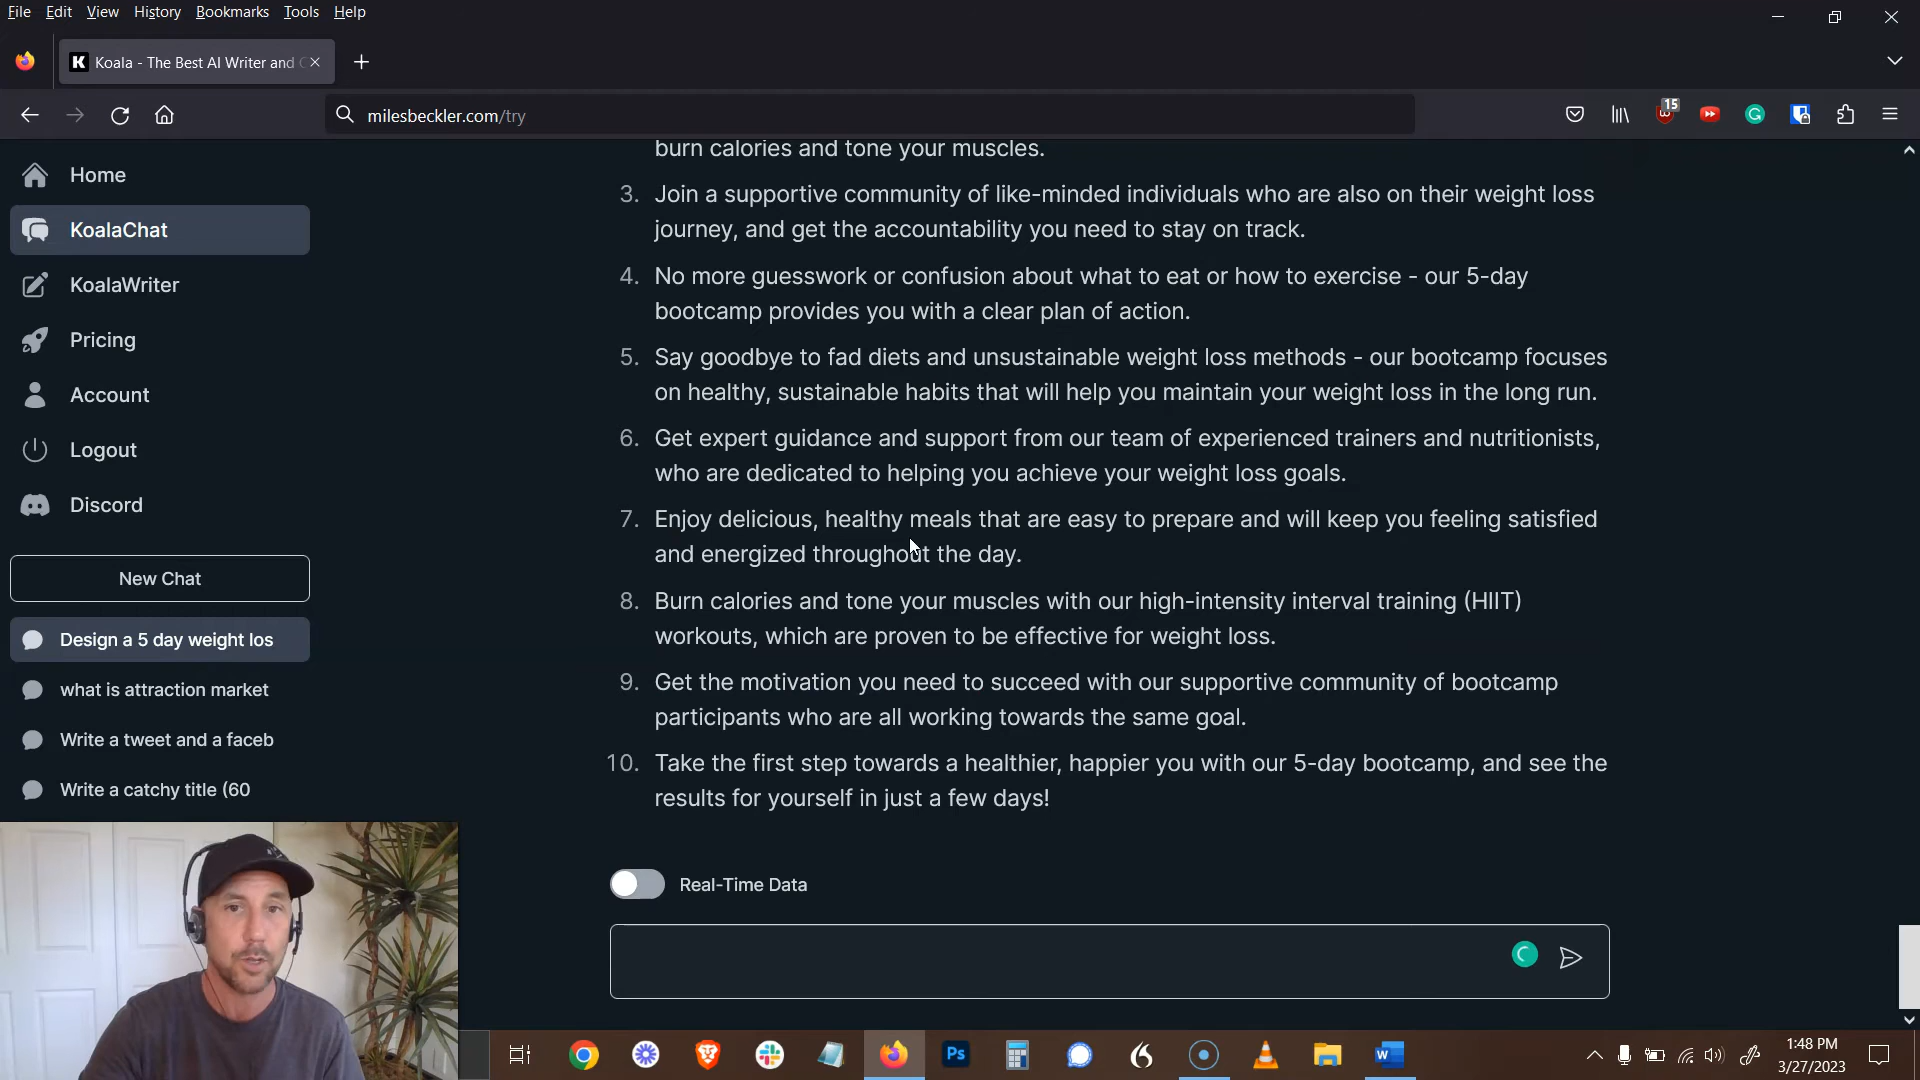 File Edit View History Bookmarks Tools Help
K Koala - The Best AI Writer and C
milesbeckler.com/try
15
Home
KoalaChat
KoalaWriter
Pricing
Account
Logout
Discord
New Chat
Design a 5 day weight los
what is attraction market
Write a tweet and a faceb
Write a catchy title (60
burn calories and tone your muscles.
3. Join a supportive community of like-minded individuals who are also on their weight loss
journey, and get the accountability you need to stay on track.
4. No more guesswork or confusion about what to eat or how to exercise - our 5-day
bootcamp provides you with a clear plan of action.
5. Say goodbye to fad diets and unsustainable weight loss methods - our bootcamp focuses
on healthy, sustainable habits that will help you maintain your weight loss in the long run.
6. Get expert guidance and support from our team of experienced trainers and nutritionists,
who are dedicated to helping you achieve your weight loss goals.
7. Enjoy delicious, healthy meals that are easy to prepare and will keep you feeling satisfied
and energized throughout the day.
8. Burn calories and tone your muscles with our high-intensity interval training (HIIT)
workouts, which are proven to be effective for weight loss.
9. Get the motivation you need to succeed with our supportive community of bootcamp
participants who are all working towards the same goal.
10. Take the first step towards a healthier, happier you with our 5-day bootcamp, and see the
results for yourself in just a few days!
Real-Time Data
Ps
1:48 PM
3/27/2023